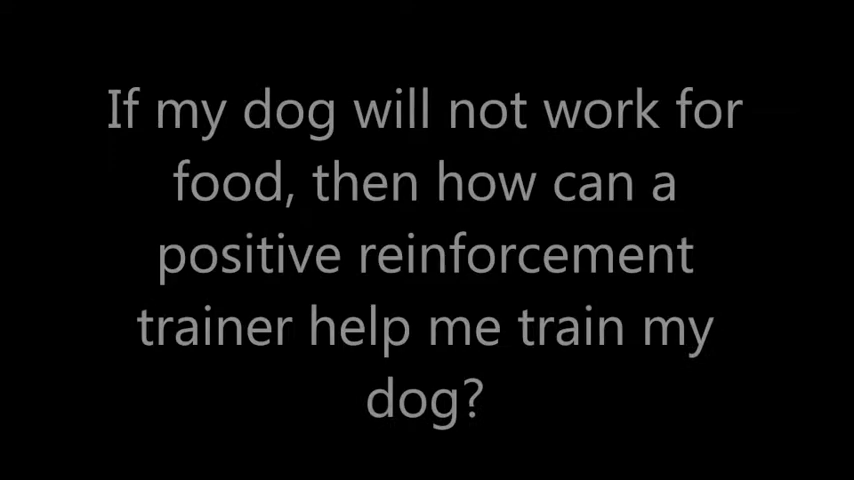 If my dog will not work for
food, then how can a
positive reinforcement
trainer help me train my
dog?